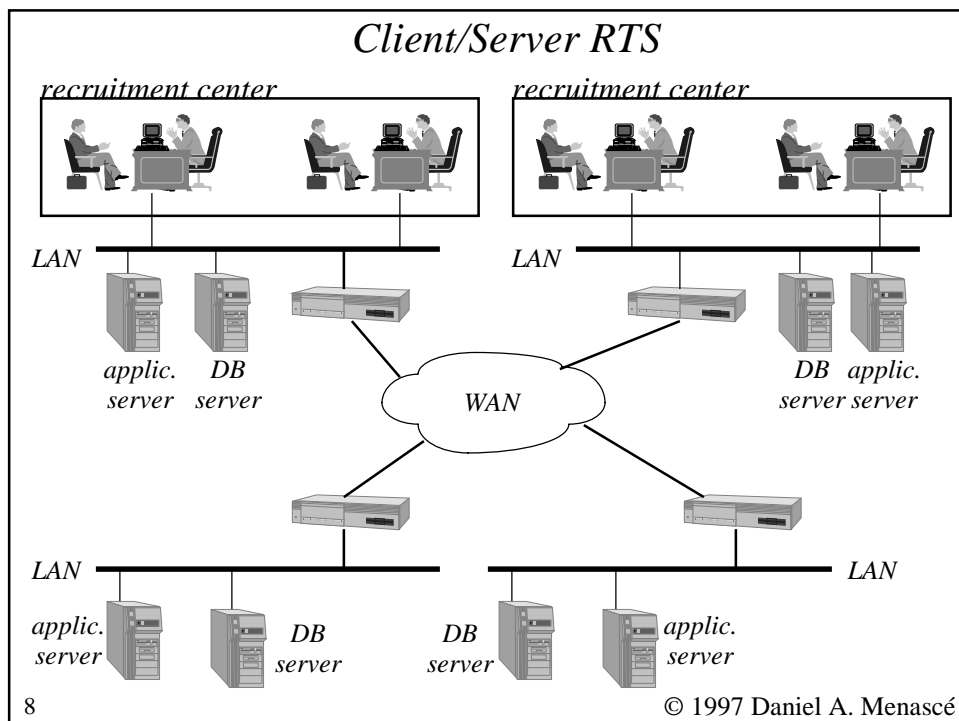 Client/Server RTS
recruitment center
recruitment center
LAN
LAN
applic.
server
DB
server
DB
server
applic.
server
WAN
LAN
LAN
applic.
server
DB
server
DB
server
applic.
server
8
© 1997 Daniel A. Menascé